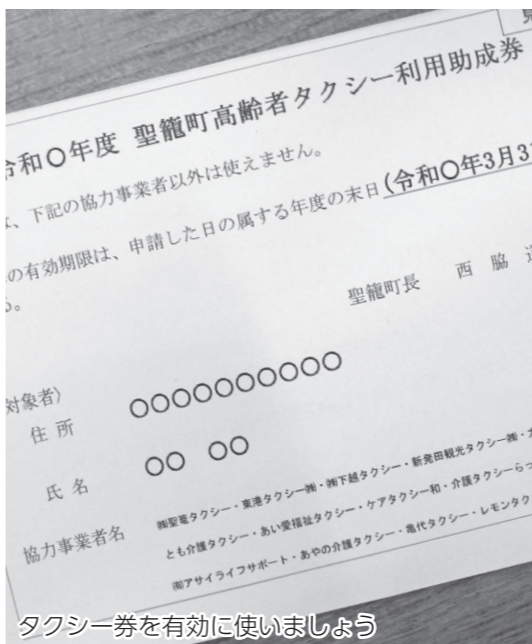 令和〇年度 聖籠町高齢者タクシー利用助成券
、下記の協力事業者以外は使えません。
の有効期限は、申請した日の属する年度の末日(令和〇年3月3
る。
聖籠町長 西脇
対象者〉
住所 〇〇〇〇〇〇〇〇〇〇
氏名 〇〇 〇〇
協力事業者名 ㈱聖籠タクシー・東港タクシー㈱・㈱下越タクシー・新発田観光タクシー㈱・
とも介護タクシー・あい愛福祉タクシー・ケアタクシー和・介護タクシーらっ
㈲アサイライフサポート・あやの介護タクシー・亀代タクシー・レモンタク
タクシー券を有効に使いましょう